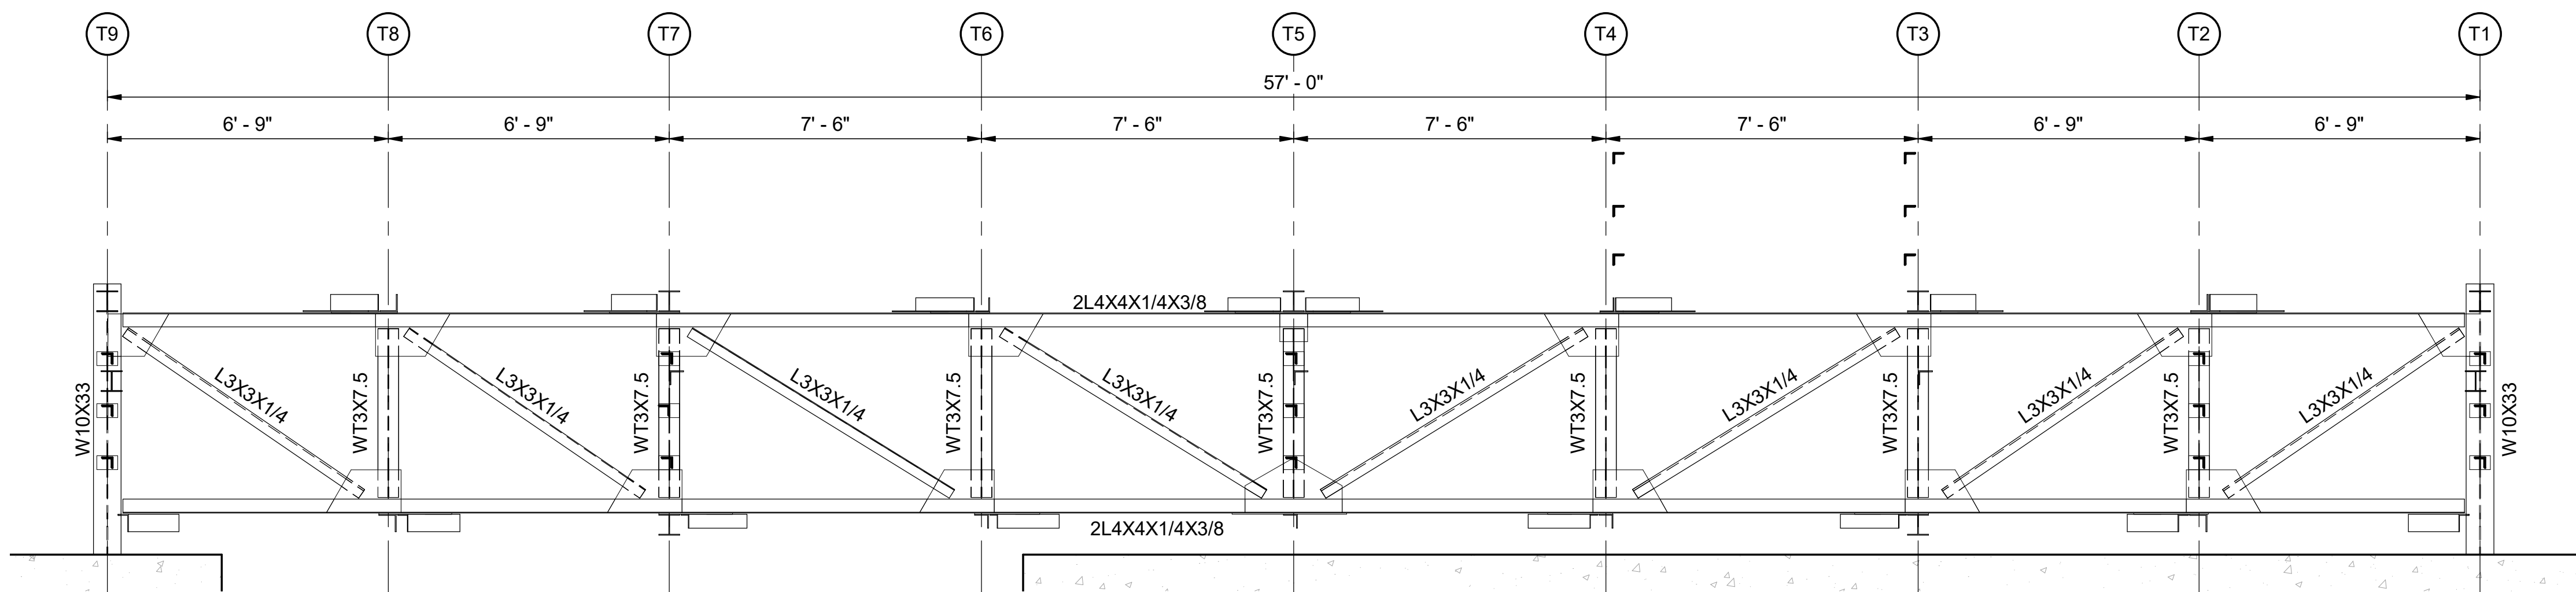 T9 T8 T7 T6 T5 T4 T3 T2 T1
57' - 0"
6' - 9" 6' - 9" 7' - 6" 7' - 6" 7' - 6" 7' - 6" 6' - 9" 6' - 9"
2L4X4X1/4X3/8
W10X33
L3X3X1/4
WT3X7.5
L3X3X1/4
WT3X7.5
L3X3X1/4
WT3X7.5
L3X3X1/4
WT3X7.5
L3X3X1/4
WT3X7.5
L3X3X1/4
WT3X7.5
L3X3X1/4
WT3X7.5
L3X3X1/4
W10X33
2L4X4X1/4X3/8